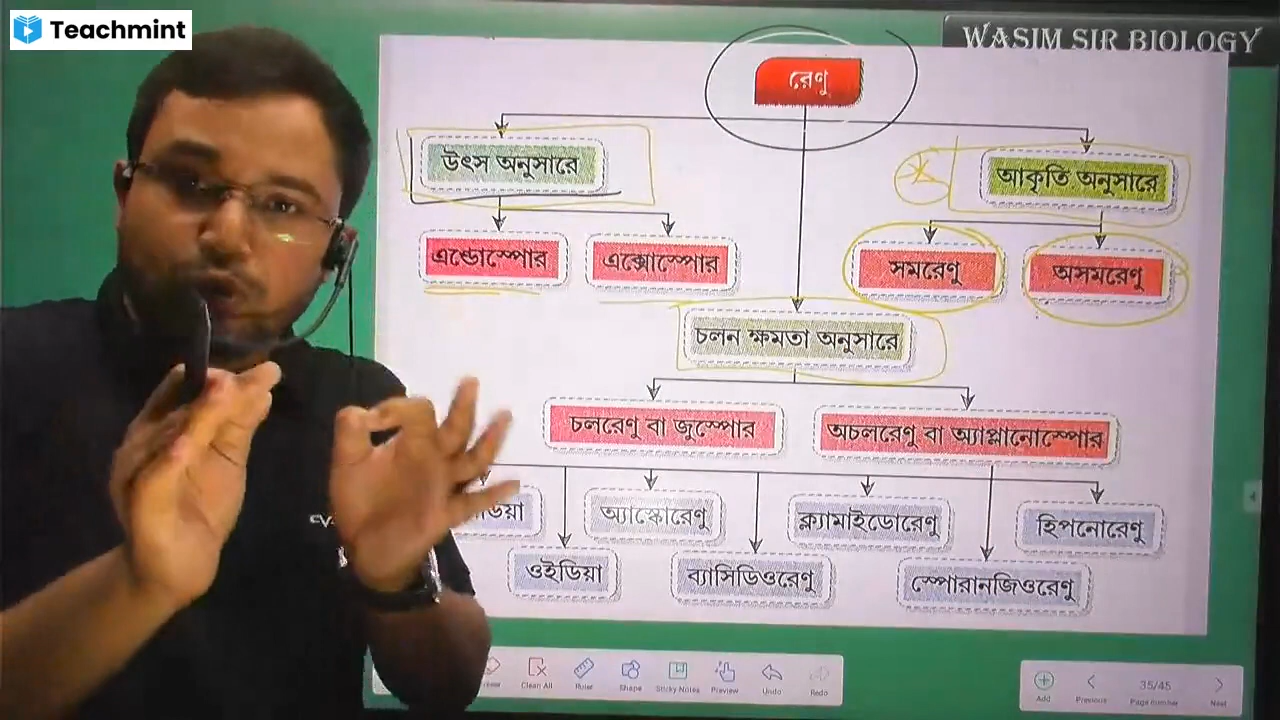 Teachmint
WASIM SIR BIOLOGY
রেণু
উৎস অনুসারে
আকৃতি অনুসারে
এন্ডোস্পোর
এক্সোস্পোর
সমরেণু
অসমরেণু
চলন ক্ষমতা অনুসারে
চলরেণু বা জুস্পোর
অচলরেণু বা অ্যাপ্লানোস্পোর
অ্যাস্কোরেণু
ক্ল্যামাইডোরেণু
হিপনোরেণু
ওইডিয়া
ব্যাসিডিওরেণু
স্পোরানজিওরেণু
Clean All
Ruler
Shape
Sticky Notes
Preview
Undo
Redo
Add
Previous
35/45
Page number
Next